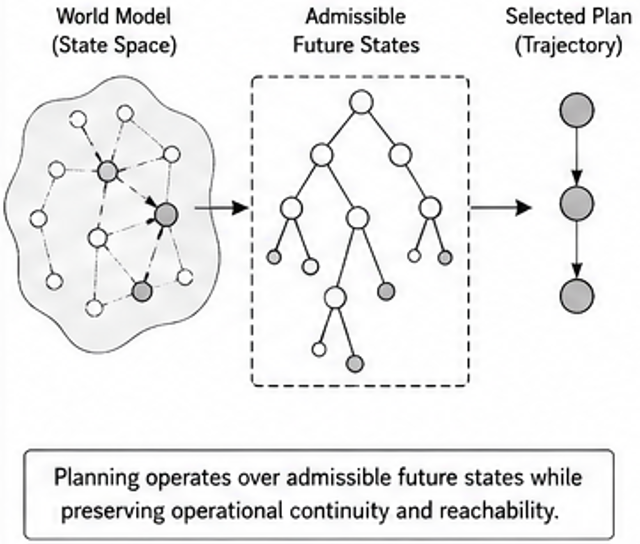 World Model
(State Space)
Admissible
Future States
Selected Plan
(Trajectory)
Planning operates over admissible future states while
preserving operational continuity and reachability.